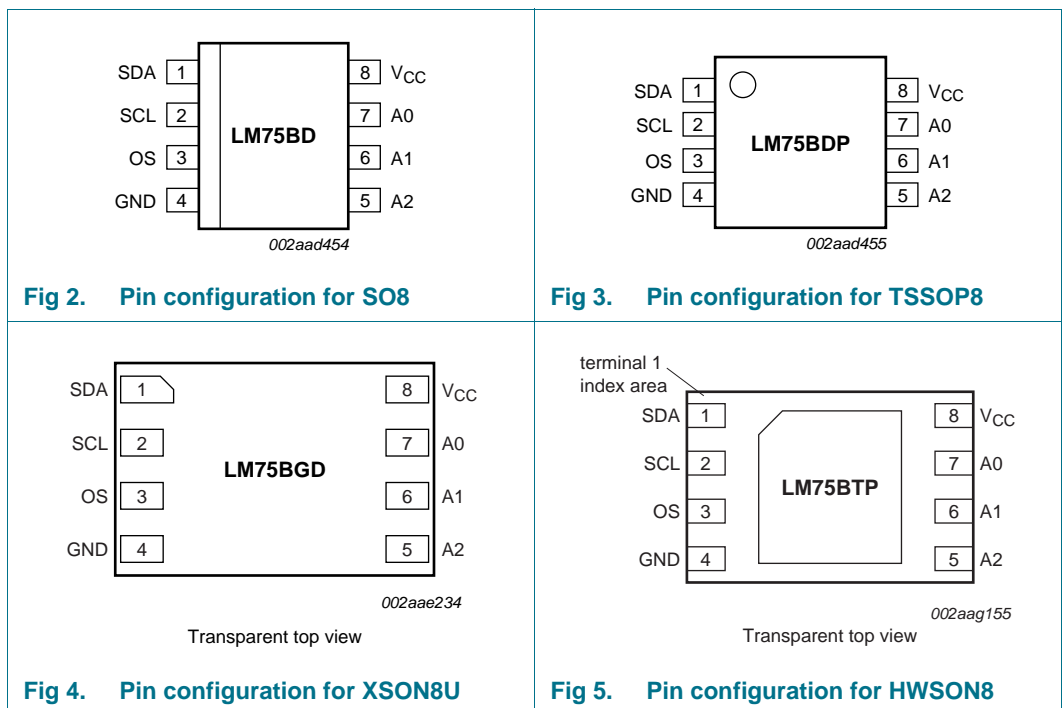 SDA 1 8 VCC
SCL 2 7 A0
LM75BD
OS 3 6 A1
GND 4 5 A2
002aad454
Fig 2. Pin configuration for SO8
SDA 1 8 VCC
SCL 2 7 A0
LM75BDP
OS 3 6 A1
GND 4 5 A2
002aad455
Fig 3. Pin configuration for TSSOP8
SDA 1 8 VCC
SCL 2 7 A0
LM75BGD
OS 3 6 A1
GND 4 5 A2
002aae234
Transparent top view
Fig 4. Pin configuration for XSON8U
terminal 1
index area
SDA 1 8 VCC
SCL 2 7 A0
LM75BTP
OS 3 6 A1
GND 4 5 A2
002aag155
Transparent top view
Fig 5. Pin configuration for HWSON8